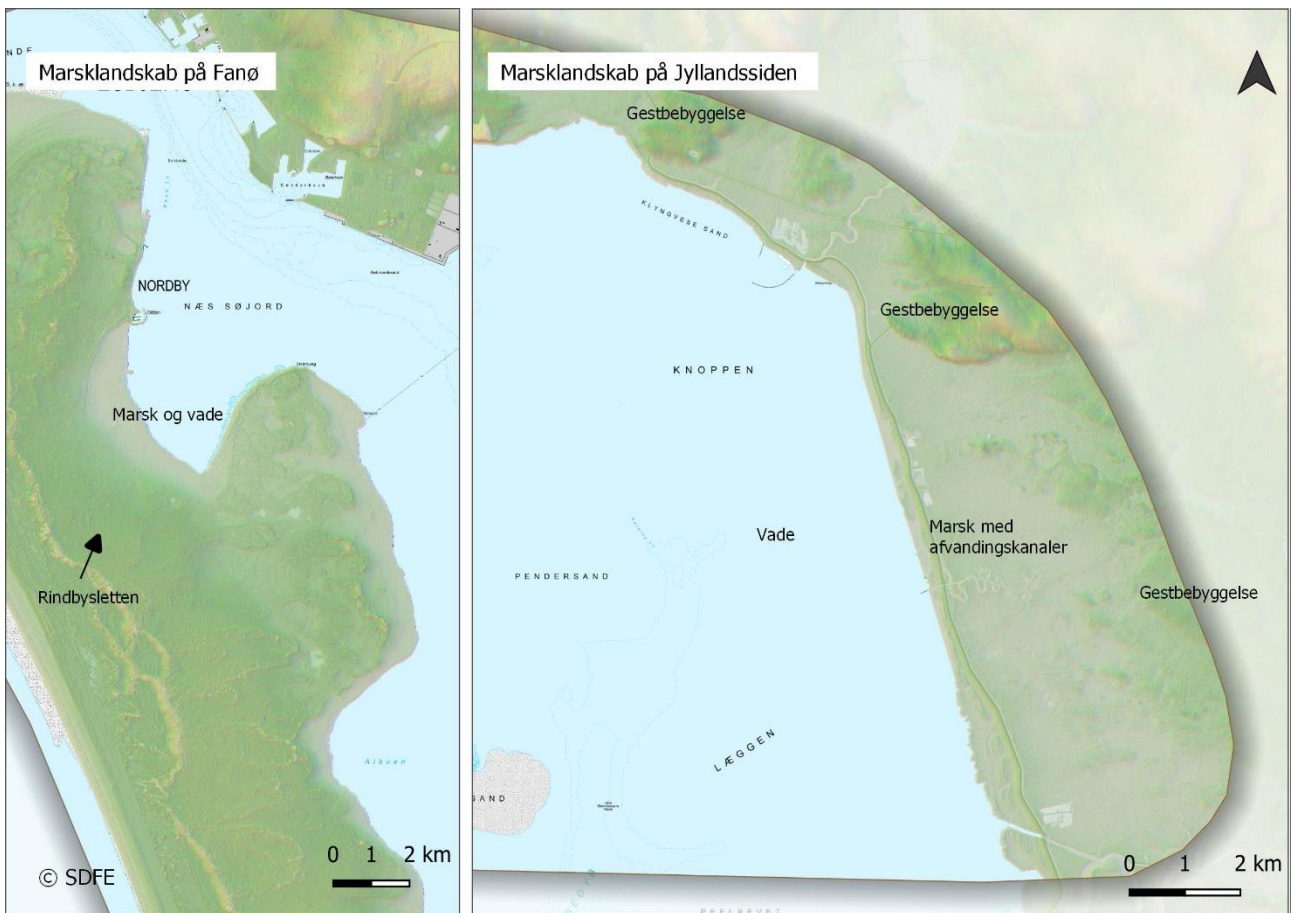 Marsklandskab på Fanø
NORDBY
NÆS SØJORD
Marsk og vade
Rindbysletten
Albuen
0 1 2 km
© SDFE
Marsklandskab på Jyllandssiden
Gestbebyggelse
KLYNGVESE SAND
Gestbebyggelse
KNOPPEN
Vade
Marsk med
afvandingskanaler
PENDERSAND
Gestbebyggelse
LÆGGEN
SAND
0 1 2 km